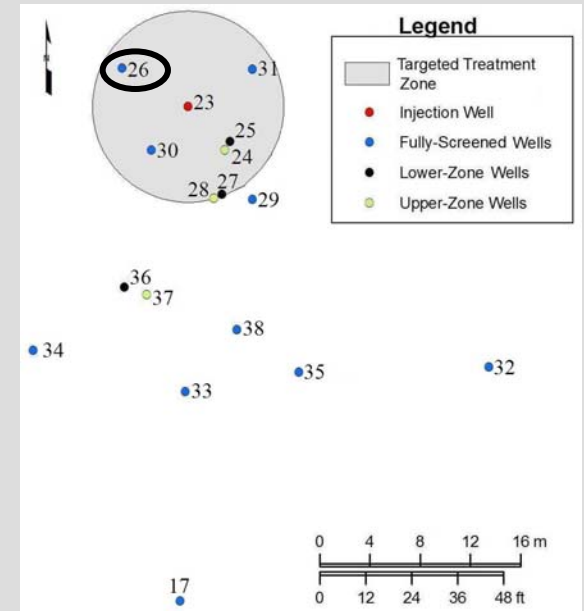 N
Legend
Targeted Treatment
Zone
Injection Well
Fully-Screened Wells
Lower-Zone Wells
Upper-Zone Wells
26
31
23
25
24
30
28 27
29
36
37
38
34
35
32
33
17
0 4 8 12 16 m
0 12 24 36 48 ft